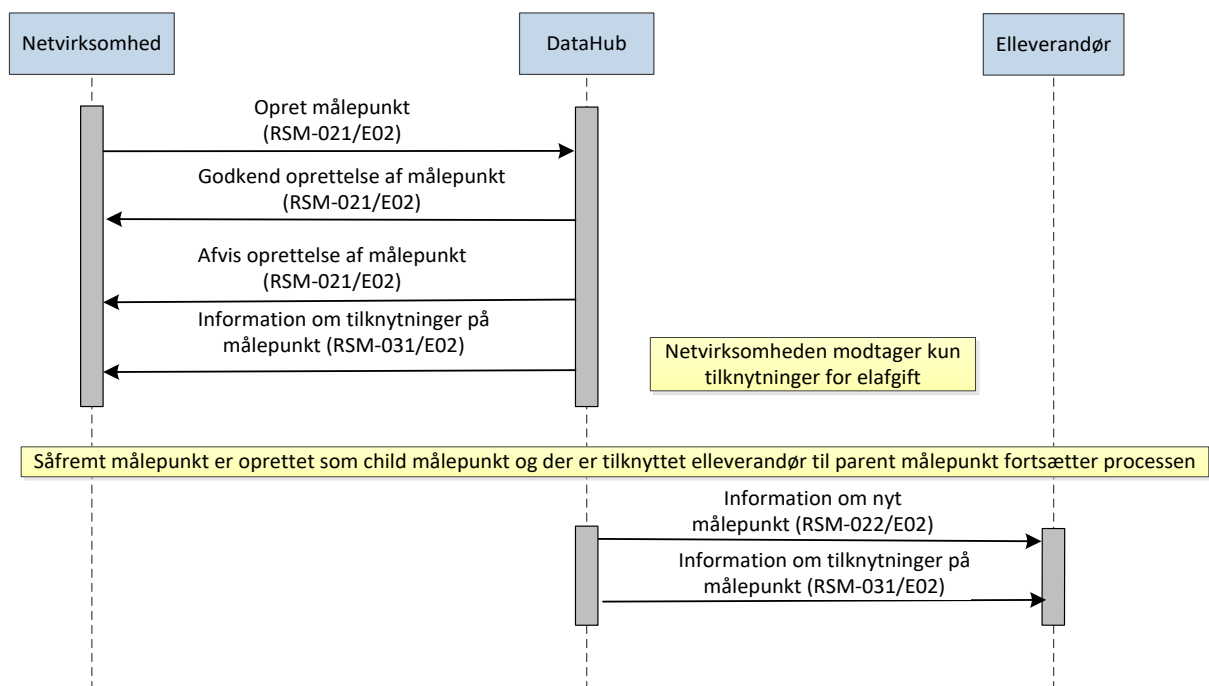 Netvirksomhed
DataHub
Elleverandør
Opret målepunkt
(RSM-021/E02)
Godkend oprettelse af målepunkt
(RSM-021/E02)
Afvis oprettelse af målepunkt
(RSM-021/E02)
Information om tilknytninger på
målepunkt (RSM-031/E02)
Netvirksomheden modtager kun
tilknytninger for elafgift
Såfremt målepunkt er oprettet som child målepunkt og der er tilknyttet elleverandør til parent målepunkt fortsætter processen
Information om nyt
målepunkt (RSM-022/E02)
Information om tilknytninger på
målepunkt (RSM-031/E02)